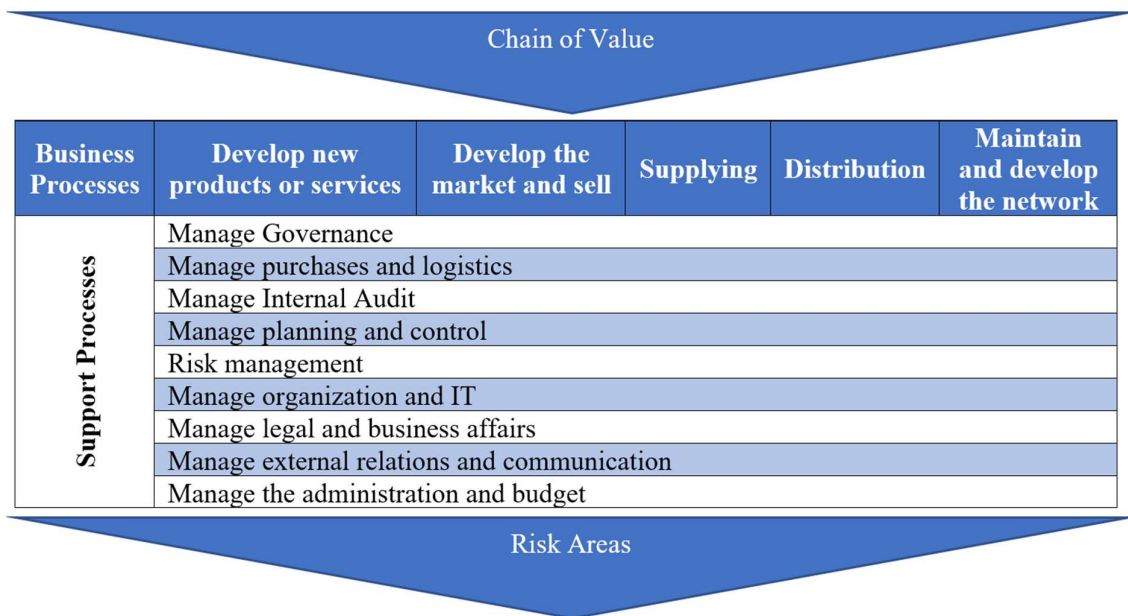 Chain of Value
Business
Processes
Develop new
products or services
Develop the
market and sell
Supplying
Distribution
Maintain
and develop
the network
Support Processes
Manage Governance
Manage purchases and logistics
Manage Internal Audit
Manage planning and control
Risk management
Manage organization and IT
Manage legal and business affairs
Manage external relations and communication
Manage the administration and budget
Risk Areas